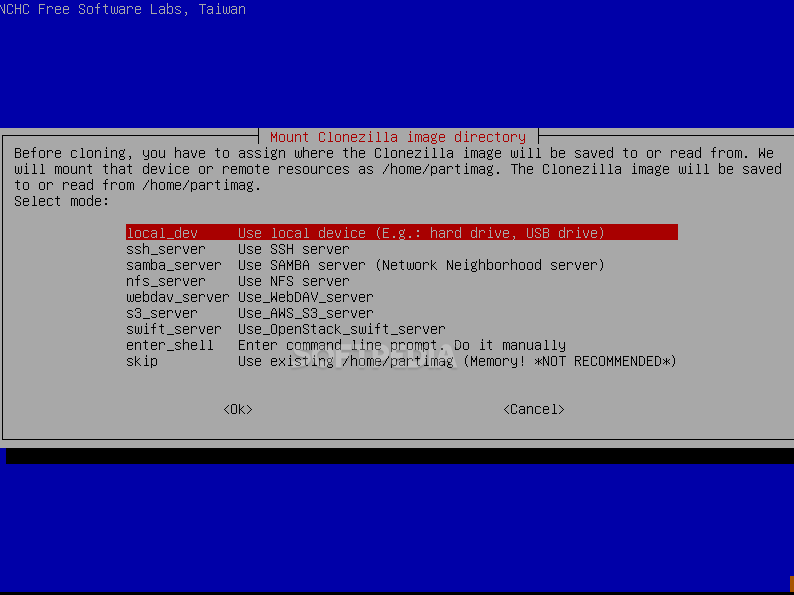 NCHC Free Software Labs, Taiwan
Mount Clonezilla image directory
Before cloning, you have to assign where the Clonezilla image will be saved to or read from. We
will mount that device or remote resources as /home/partimag. The Clonezilla image will be saved
to or read from /home/partimag.
Select mode:
local_dev Use local device (E.g.: hard drive, USB drive)
ssh_server Use SSH server
samba_server Use SAMBA server (Network Neighborhood server)
nfs_server Use NFS server
webdav_server Use_WebDAV_server
s3_server Use_AWS_S3_server
swift_server Use_OpenStack_swift_server
enter_shell Enter command line prompt. Do it manually
skip Use existing /home/partimag (Memory! *NOT RECOMMENDED*)
SOFTPEDIA
<Ok> <Cancel>